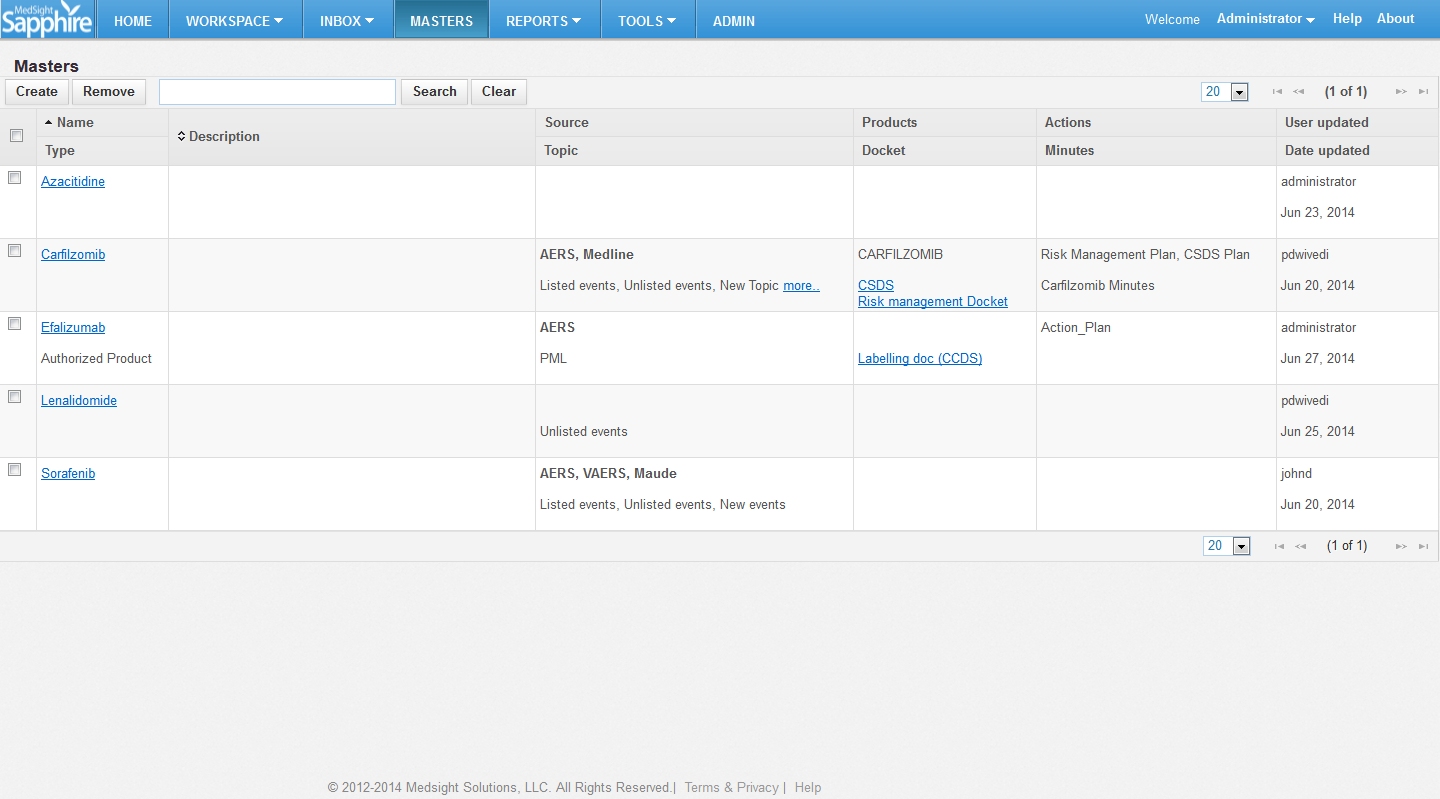 MedSight
Sapphire
HOME WORKSPACE INBOX MASTERS REPORTS TOOLS ADMIN Welcome Administrator Help About
Masters
Create Remove Search Clear 20 (1 of 1)
Name Source Products Actions User updated
Description
Type Topic Docket Minutes Date updated
Azacitidine administrator
Jun 23, 2014
Carfilzomib AERS, Medline CARFILZOMIB Risk Management Plan, CSDS Plan pdwivedi
Listed events, Unlisted events, New Topic more.. CSDS Carfilzomib Minutes Jun 20, 2014
Risk management Docket
Efalizumab AERS Action_Plan administrator
Authorized Product PML Labelling doc (CCDS) Jun 27, 2014
Lenalidomide pdwivedi
Unlisted events Jun 25, 2014
Sorafenib AERS, VAERS, Maude johnd
Listed events, Unlisted events, New events Jun 20, 2014
20 (1 of 1)
© 2012-2014 Medsight Solutions, LLC. All Rights Reserved.| Terms & Privacy | Help